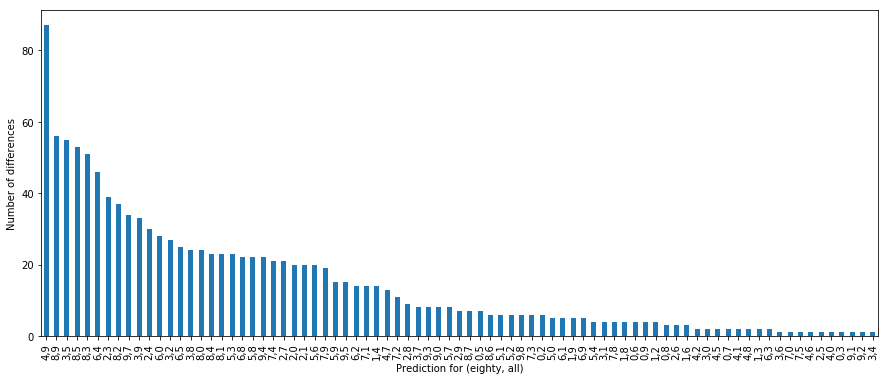 Number of differences
80
60
40
20
0
4,9 8,9 3,5 8,5 8,3 6,4 2,3 8,2 9,7 3,9 2,4 6,0 3,2 6,5 3,8 8,0 8,4 8,1 5,3 6,8 5,8 9,4 7,4 2,7 2,0 2,1 5,6 7,9 5,9 9,5 6,2 7,1 1,4 4,7 7,2 2,8 3,7 9,3 9,0 5,7 2,9 8,7 0,5 8,6 5,1 5,2 9,8 7,3 0,2 5,0 6,1 1,9 6,9 5,4 3,1 7,8 1,8 0,6 0,9 1,2 0,8 2,6 1,6 4,2 3,0 4,5 0,7 4,1 4,8 1,3 6,3 3,6 7,0 7,5 4,6 2,5 4,0 0,3 9,1 9,2 3,4
Prediction for (eighty, all)